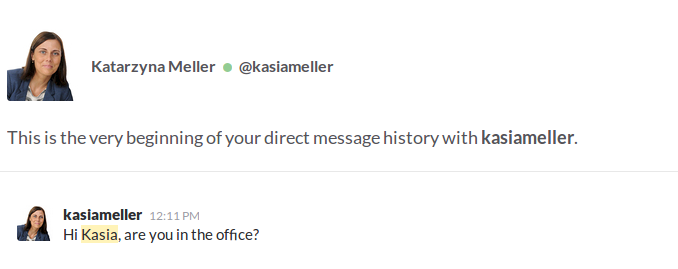 Katarzyna Meller @kasiameller
This is the very beginning of your direct message history with kasiameller.
kasiameller 12:11 PM
Hi Kasia, are you in the office?